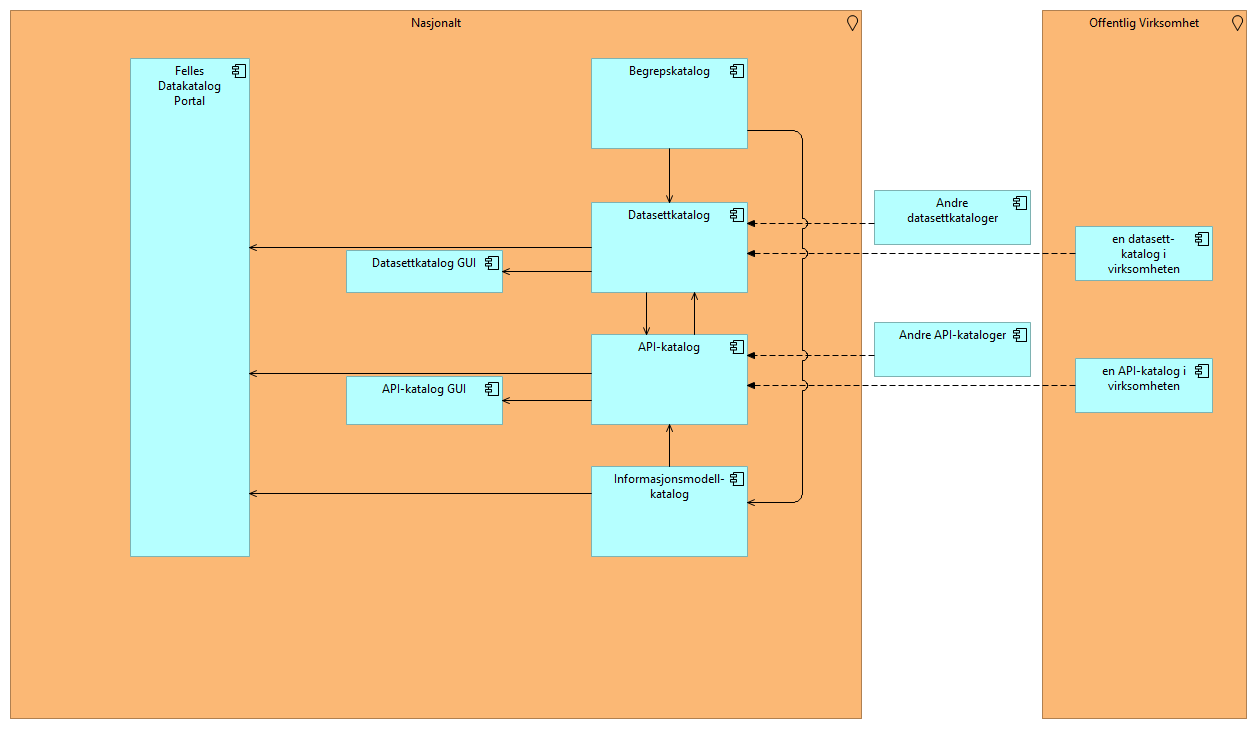 Nasjonalt
Offentlig Virksomhet
Felles
Datakatalog
Portal
Begrepskatalog
Datasettkatalog
Andre
datasettkataloger
en datasett-
katalog i
virksomheten
Datasettkatalog GUI
API-katalog
Andre API-kataloger
en API-katalog i
virksomheten
API-katalog GUI
Informasjonsmodell-
katalog